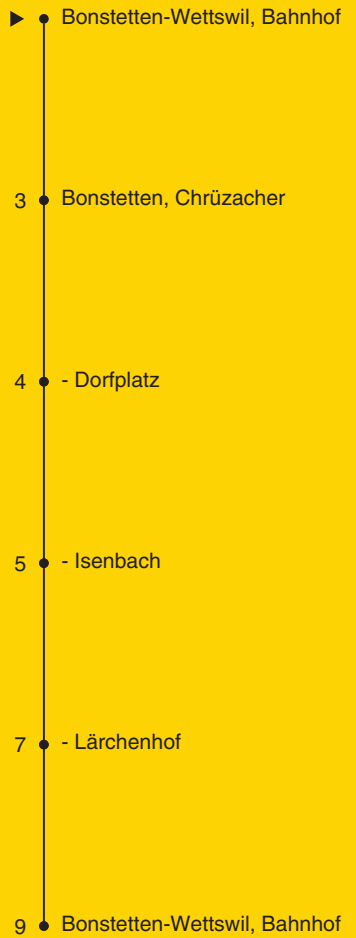 Bonstetten-Wettswil, Bahnhof
3 Bonstetten, Chrüzacher
4 - Dorfplatz
5 - Isenbach
7 - Lärchenhof
9 Bonstetten-Wettswil, Bahnhof